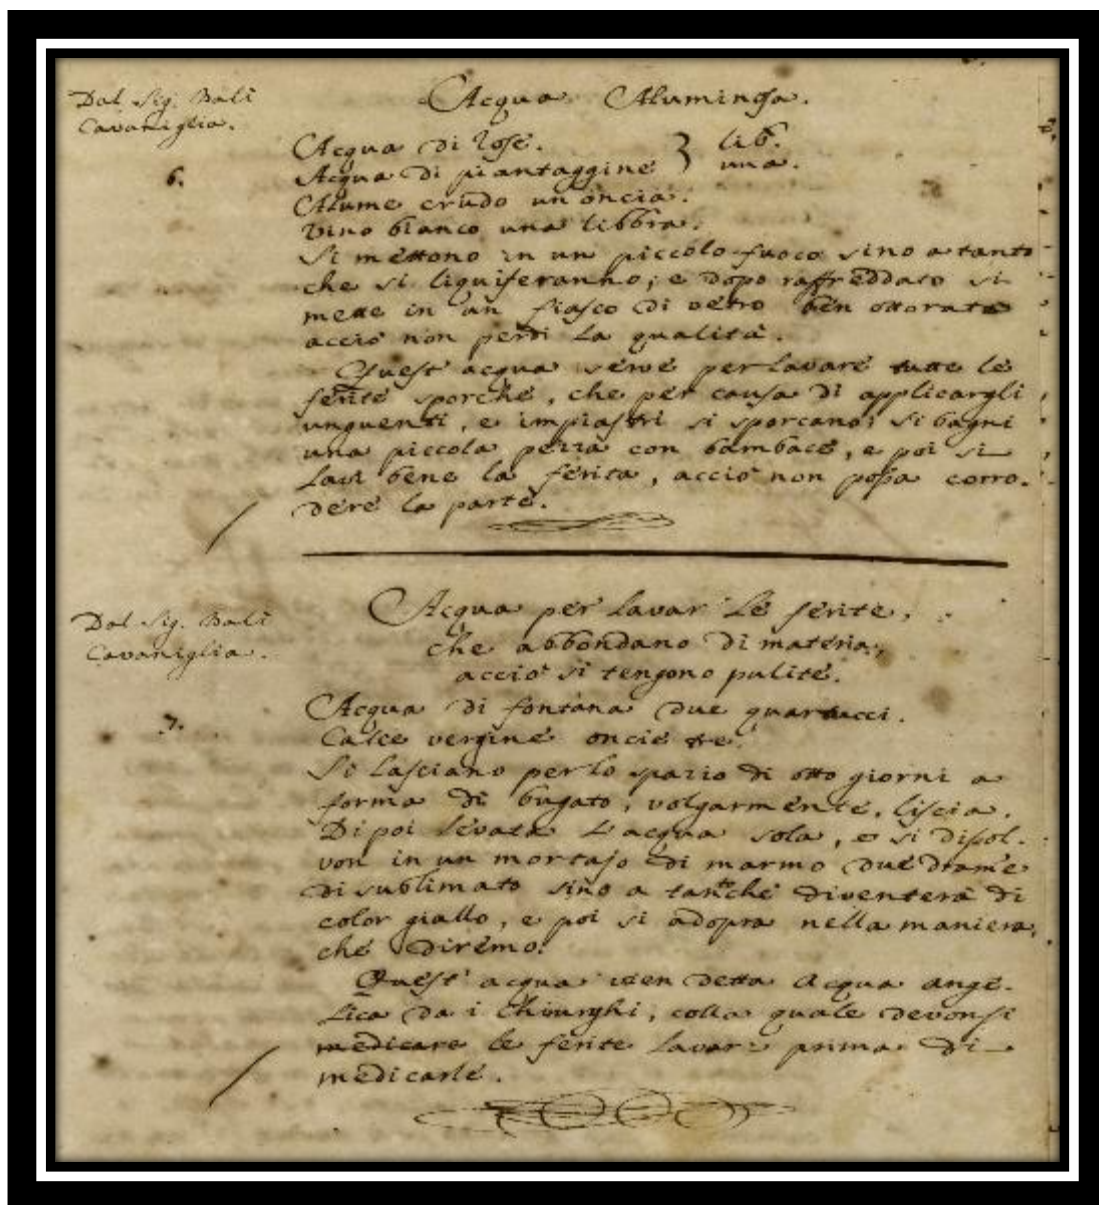 Dal Sig. Balì
Cavaniglia.
6.
Acqua Aluminosa.
Acqua di rose. } lib.
Acqua di piantaggine } una.
Alume crudo un'oncia.
Vino bianco una libbra.
Si mettono in un piccolo fuoco sino a tanto
che si liquiferanno; e dopo raffreddato si
mette in un fiasco di vetro ben otturato
acciò non perdi la qualità.
Quest'acqua serve per lavare tutte le
ferite sporche, che per causa di applicargli
unguenti, e impiastri si sporcano; si bagni
una piccola pezza con bambace, e poi si
lavi bene la ferita, acciò non possa corro-
dere la parte.
Dal Sig. Balì
Cavaniglia.
7.
Acqua per lavar le ferite,
che abbondano di materia,
acciò si tengono pulite.
Acqua di fontana due quartucci.
Calce vergine oncie tre.
Si lasciano per lo spazio di otto giorni a
forma di bugato, volgarmente, liscia.
Di poi levata l'acqua sola, e si dissol-
von in un mortajo di marmo due drame
di sublimato sino a tanto che diventerà di
color giallo, e poi si adopra nella maniera,
che diremo.
Quest'acqua vien detta Acqua ange-
lica da i Chirurghi, colla quale devonsi
medicare le ferite lavar prima di
medicarle.